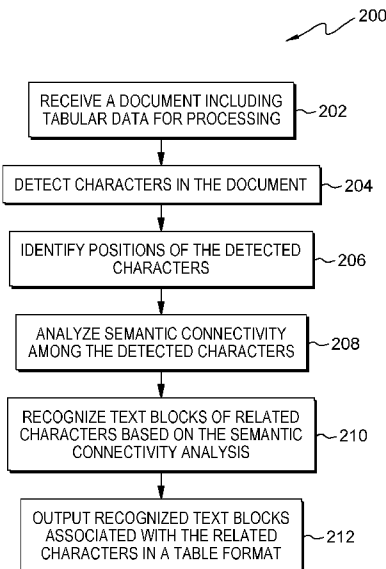 200
RECEIVE A DOCUMENT INCLUDING
TABULAR DATA FOR PROCESSING
202
DETECT CHARACTERS IN THE DOCUMENT
204
IDENTIFY POSITIONS OF THE DETECTED
CHARACTERS
206
ANALYZE SEMANTIC CONNECTIVITY
AMONG THE DETECTED CHARACTERS
208
RECOGNIZE TEXT BLOCKS OF RELATED
CHARACTERS BASED ON THE SEMANTIC
CONNECTIVITY ANALYSIS
210
OUTPUT RECOGNIZED TEXT BLOCKS
ASSOCIATED WITH THE RELATED
CHARACTERS IN A TABLE FORMAT
212